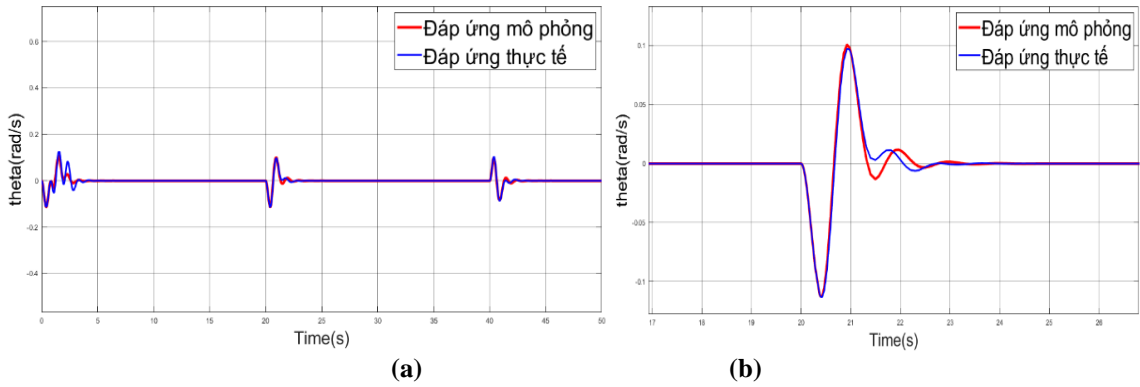 Đáp ứng mô phỏng
Đáp ứng thực tế
theta(rad/s)
0.6
0.4
0.2
0
-0.2
-0.4
0 5 10 15 20 25 30 35 40 45 50
Time(s)
(a)
Đáp ứng mô phỏng
Đáp ứng thực tế
theta(rad/s)
0.1
0.05
0
-0.05
-0.1
17 18 19 20 21 22 23 24 25 26
Time(s)
(b)